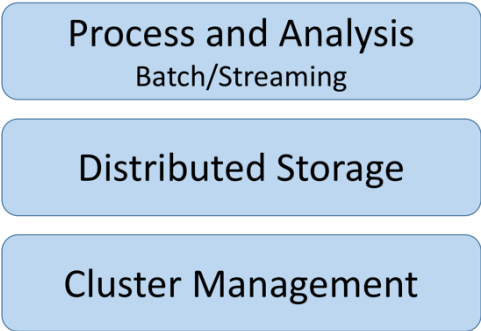 Process and Analysis
Batch/Streaming
Distributed Storage
Cluster Management